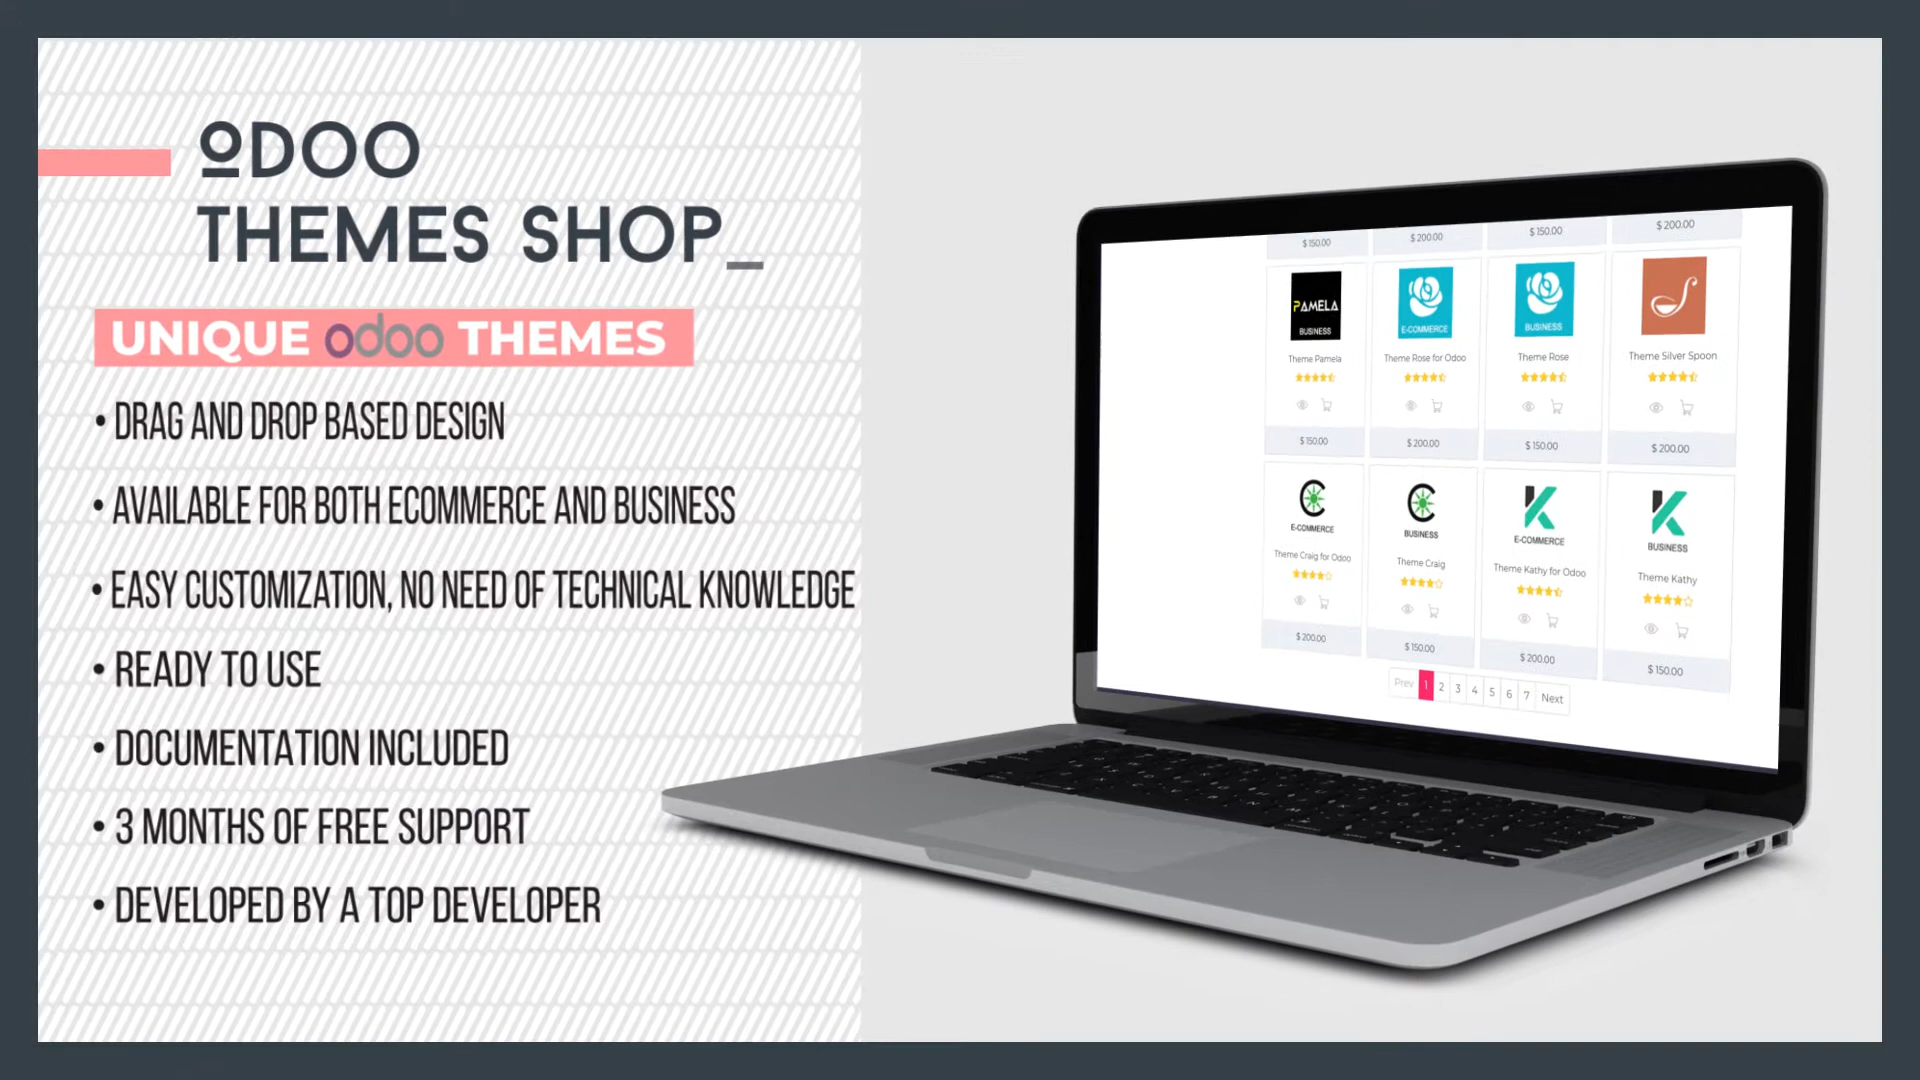 ODOO
THEMES SHOP_
UNIQUE odoo THEMES
• DRAG AND DROP BASED DESIGN
• AVAILABLE FOR BOTH ECOMMERCE AND BUSINESS
• EASY CUSTOMIZATION, NO NEED OF TECHNICAL KNOWLEDGE
• READY TO USE
• DOCUMENTATION INCLUDED
• 3 MONTHS OF FREE SUPPORT
• DEVELOPED BY A TOP DEVELOPER
$ 150.00 $ 200.00 $ 150.00 $ 200.00
PAMELA
BUSINESS E-COMMERCE BUSINESS
Theme Pamela Theme Rose for Odoo Theme Rose Theme Silver Spoon
$ 150.00 $ 200.00 $ 150.00 $ 200.00
E-COMMERCE BUSINESS E-COMMERCE BUSINESS
Theme Craig for Odoo Theme Craig Theme Kathy for Odoo Theme Kathy
$ 200.00 $ 150.00 $ 200.00 $ 150.00
Prev 1 2 3 4 5 6 7 Next